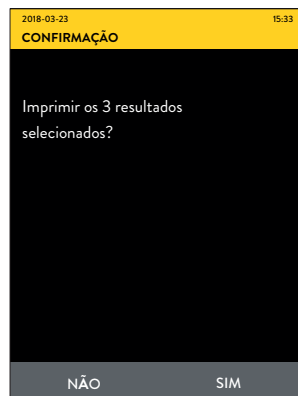 2018-03-23 15:33
CONFIRMAÇÃO
Imprimir os 3 resultados
selecionados?
NÃO SIM